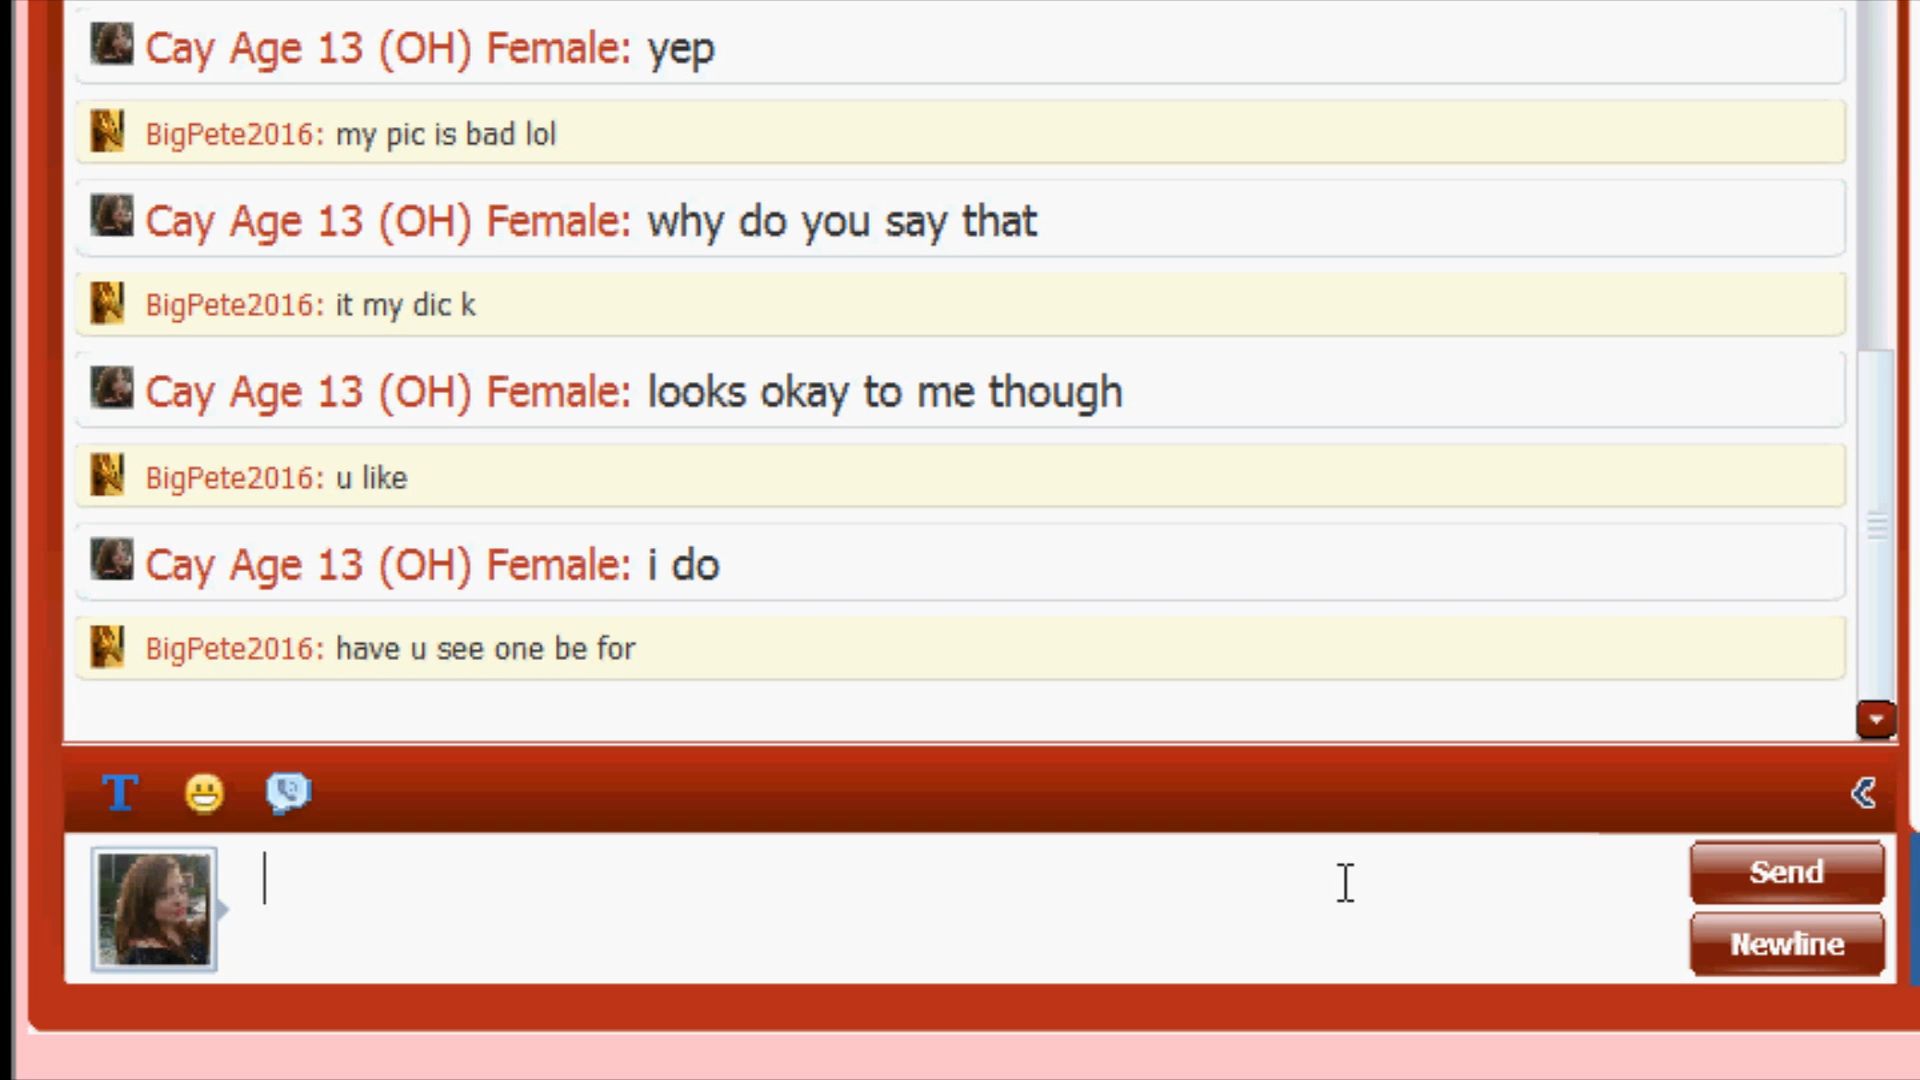 Cay Age 13 (OH) Female: yep
BigPete2016: my pic is bad lol
Cay Age 13 (OH) Female: why do you say that
BigPete2016: it my dic k
Cay Age 13 (OH) Female: looks okay to me though
BigPete2016: u like
Cay Age 13 (OH) Female: i do
BigPete2016: have u see one be for
T
Send
Newline